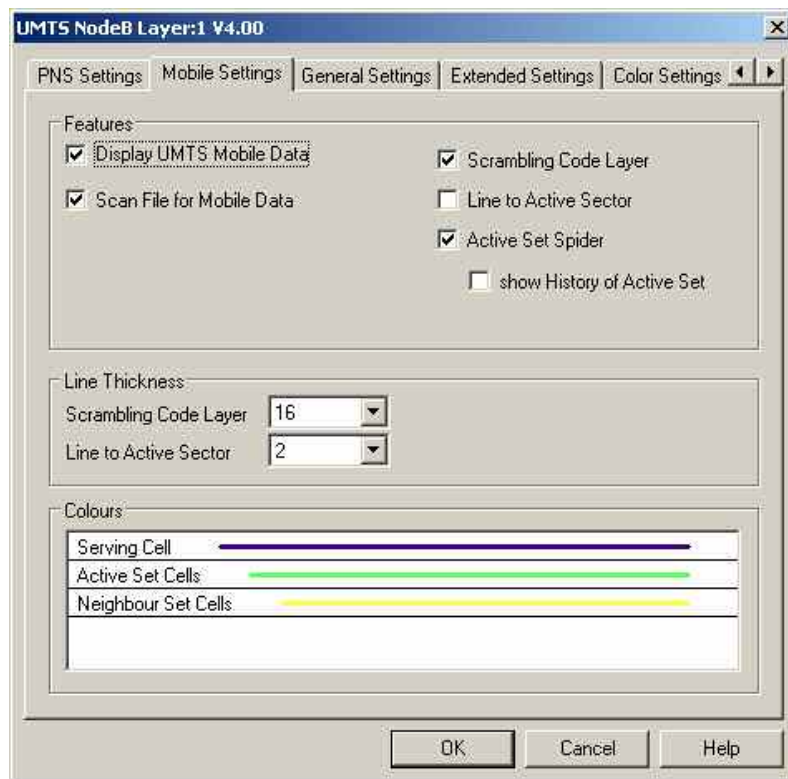 UMTS NodeB Layer:1 V4.00
PNS Settings
Mobile Settings
General Settings
Extended Settings
Color Settings
Features
Display UMTS Mobile Data
Scan File for Mobile Data
Scrambling Code Layer
Line to Active Sector
Active Set Spider
show History of Active Set
Line Thickness
Scrambling Code Layer 16
Line to Active Sector 2
Colours
Serving Cell
Active Set Cells
Neighbour Set Cells
OK
Cancel
Help